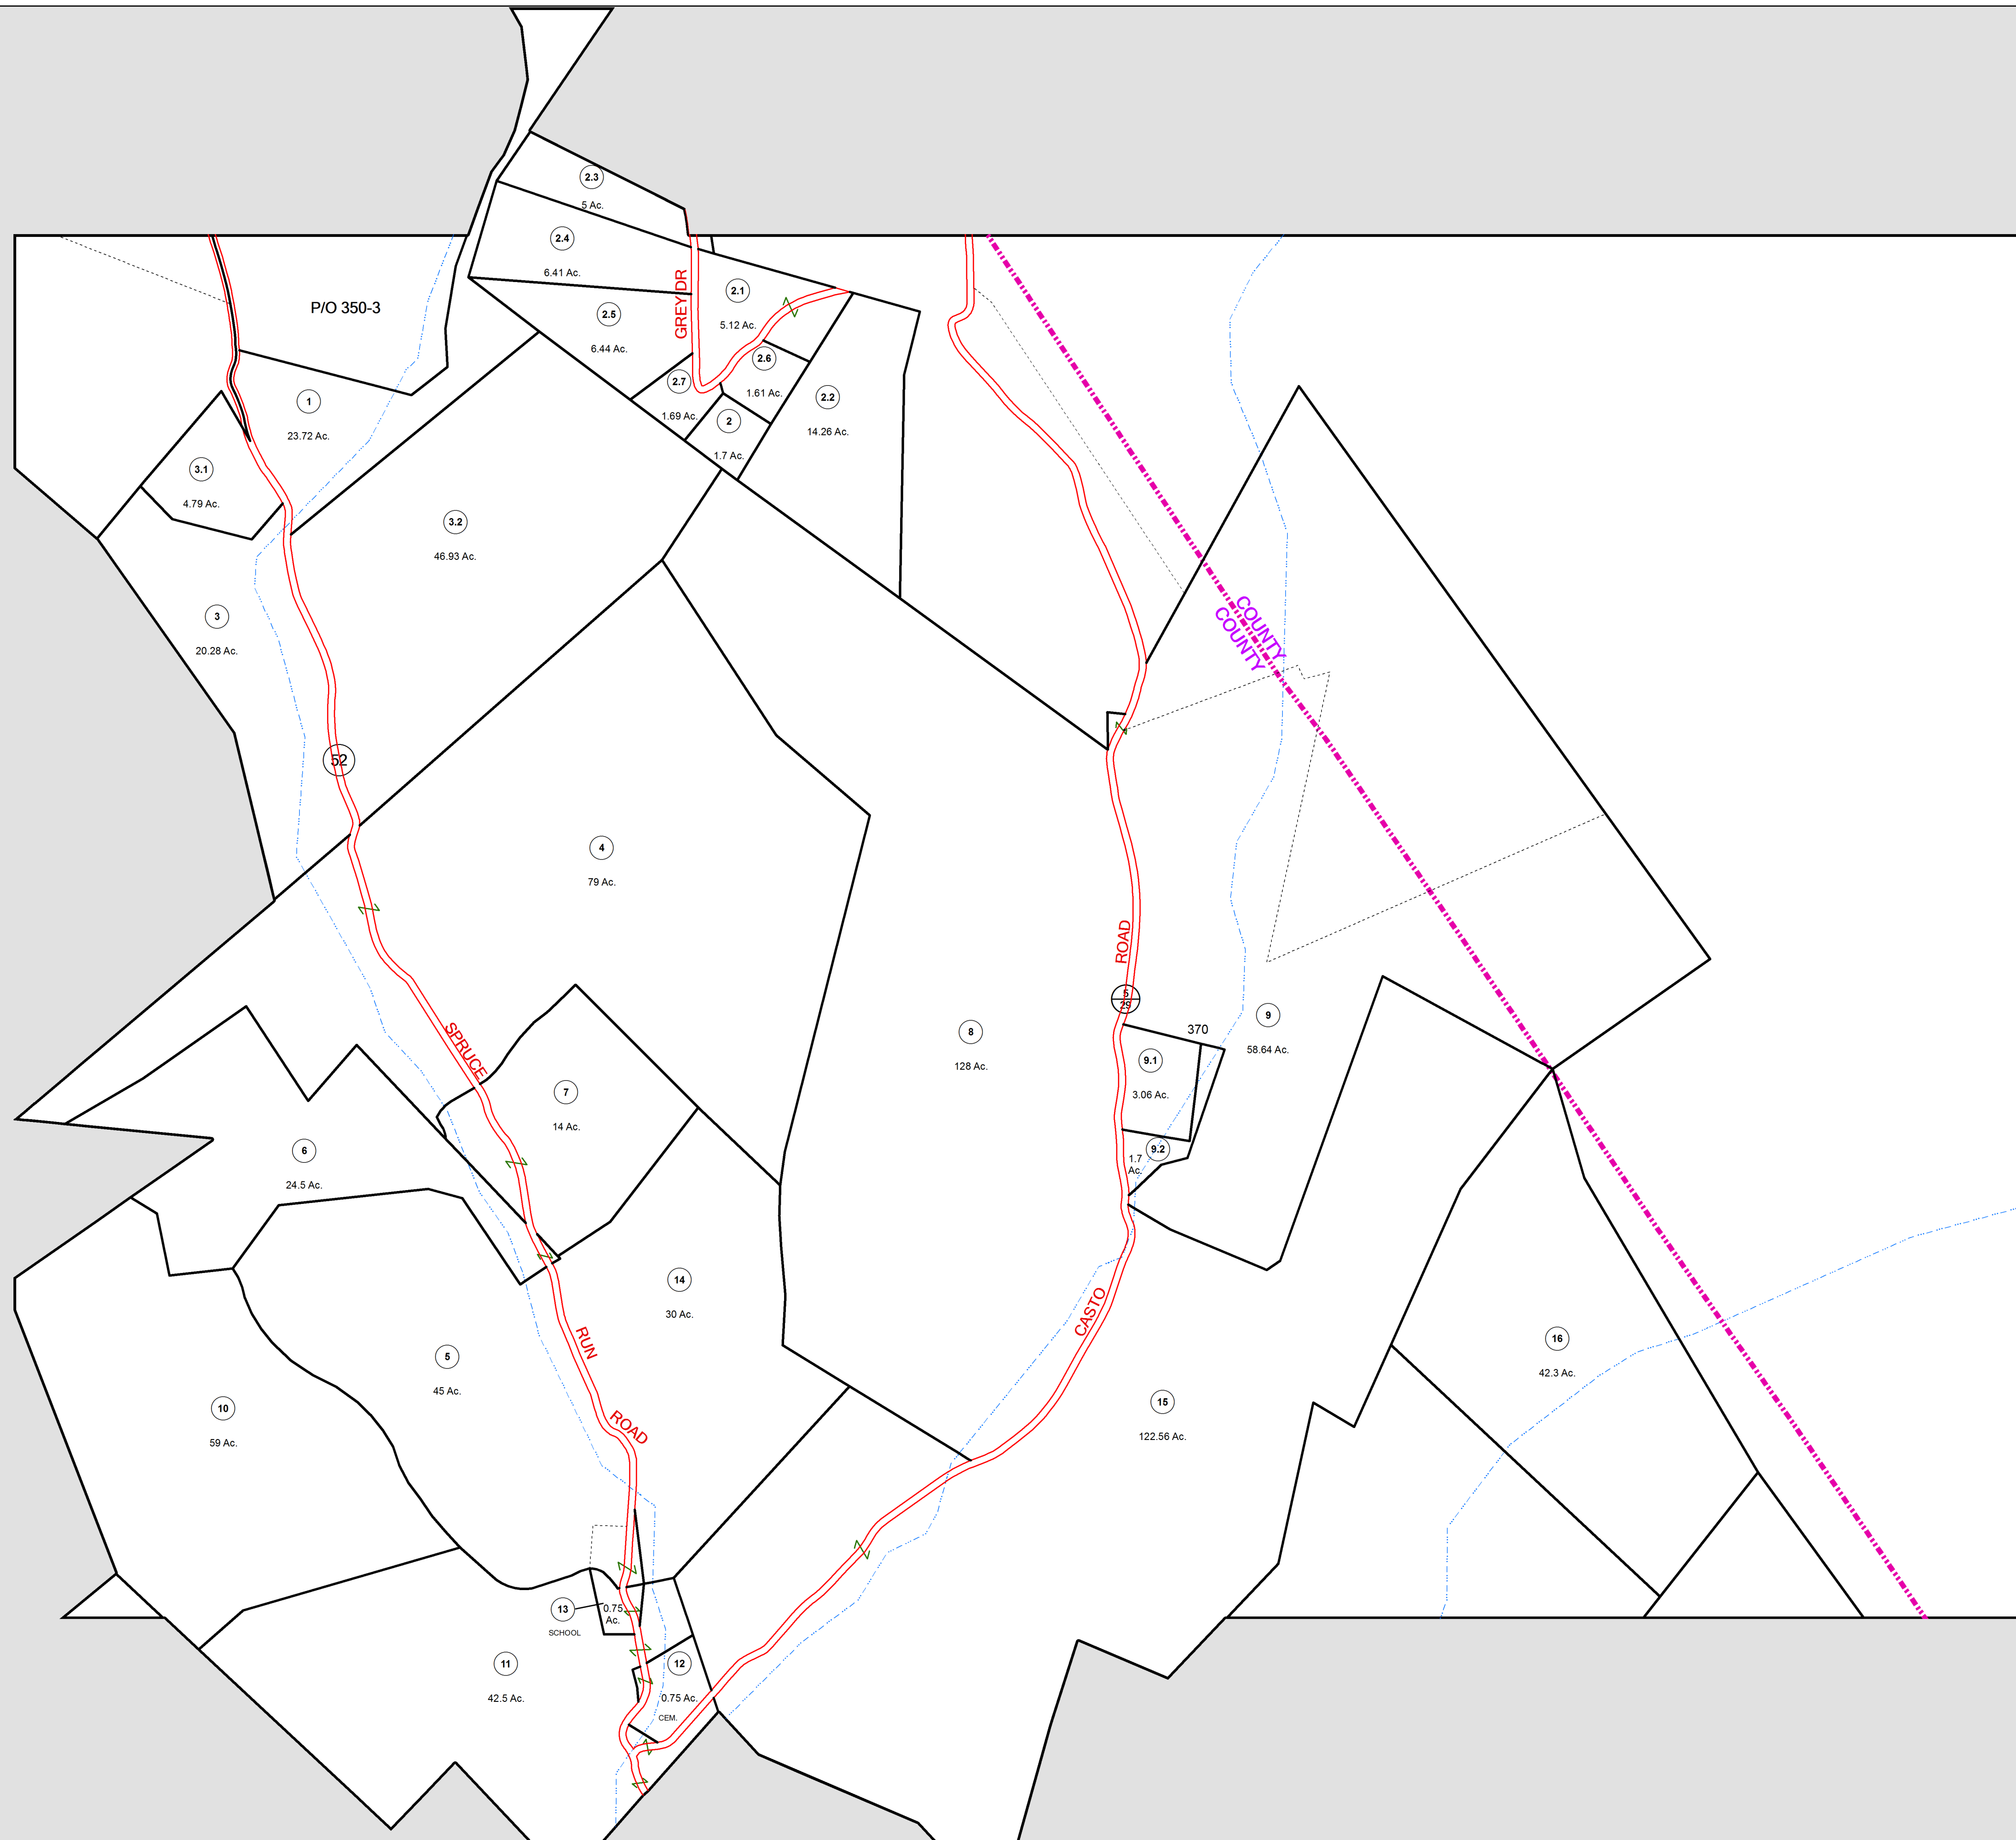 2.3
5 Ac.
2.4
6.41 Ac.
GREY DR
2.1
5.12 Ac.
P/O 350-3
2.5
6.44 Ac.
2.6
1.61 Ac.
2.7
1.69 Ac.
2.2
14.26 Ac.
2
1.7 Ac.
1
23.72 Ac.
3.1
4.79 Ac.
3.2
46.93 Ac.
3
20.28 Ac.
COUNTY
COUNTY
52
4
79 Ac.
ROAD
5
29
370
9
58.64 Ac.
8
128 Ac.
9.1
3.06 Ac.
9.2
1.7
Ac.
SPRUCE
7
14 Ac.
6
24.5 Ac.
14
30 Ac.
CASTO
RUN
16
42.3 Ac.
5
45 Ac.
15
122.56 Ac.
10
59 Ac.
ROAD
13
0.75
Ac.
SCHOOL
11
42.5 Ac.
12
0.75 Ac.
CEM.